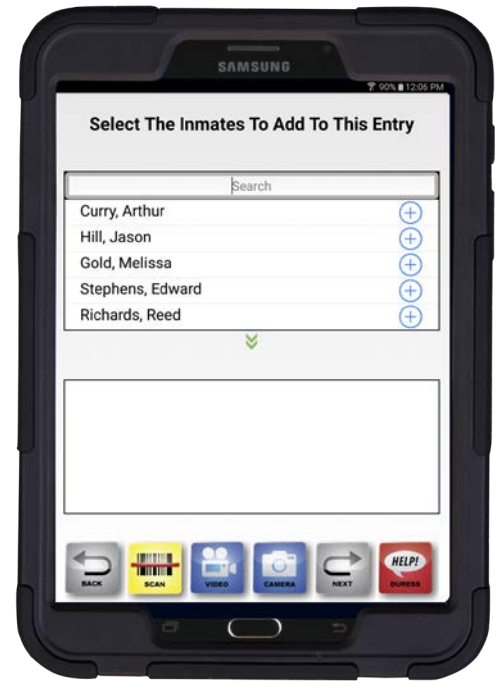 SAMSUNG
90% 12:06 PM
Select The Inmates To Add To This Entry
Search
Curry, Arthur
Hill, Jason
Gold, Melissa
Stephens, Edward
Richards, Reed
BACK
SCAN
VIDEO
CAMERA
NEXT
HELP!
DURESS